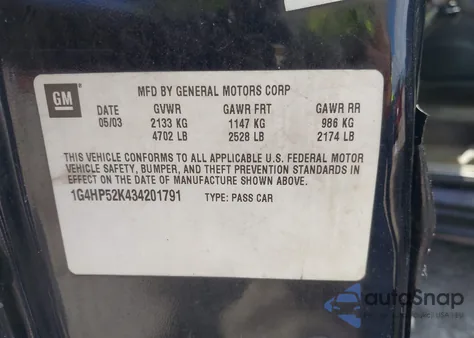 GM
MFD BY GENERAL MOTORS CORP
DATE GVWR GAWR FRT GAWR RR
05/03 2133 KG 1147 KG 986 KG
4702 LB 2528 LB 2174 LB
THIS VEHICLE CONFORMS TO ALL APPLICABLE U.S. FEDERAL MOTOR
VEHICLE SAFETY, BUMPER, AND THEFT PREVENTION STANDARDS IN
EFFECT ON THE DATE OF MANUFACTURE SHOWN ABOVE.
1G4HP52K434201791 TYPE: PASS CAR
autoSnap